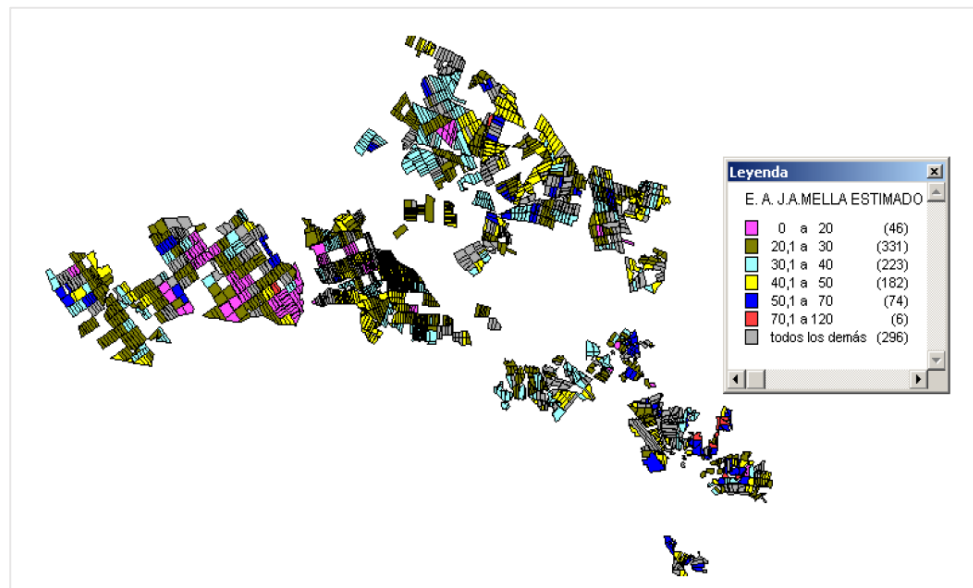 Leyenda
E. A. J.A.MELLA ESTIMADO
0 a 20 (46)
20,1 a 30 (331)
30,1 a 40 (223)
40,1 a 50 (182)
50,1 a 70 (74)
70,1 a 120 (6)
todos los demás (296)